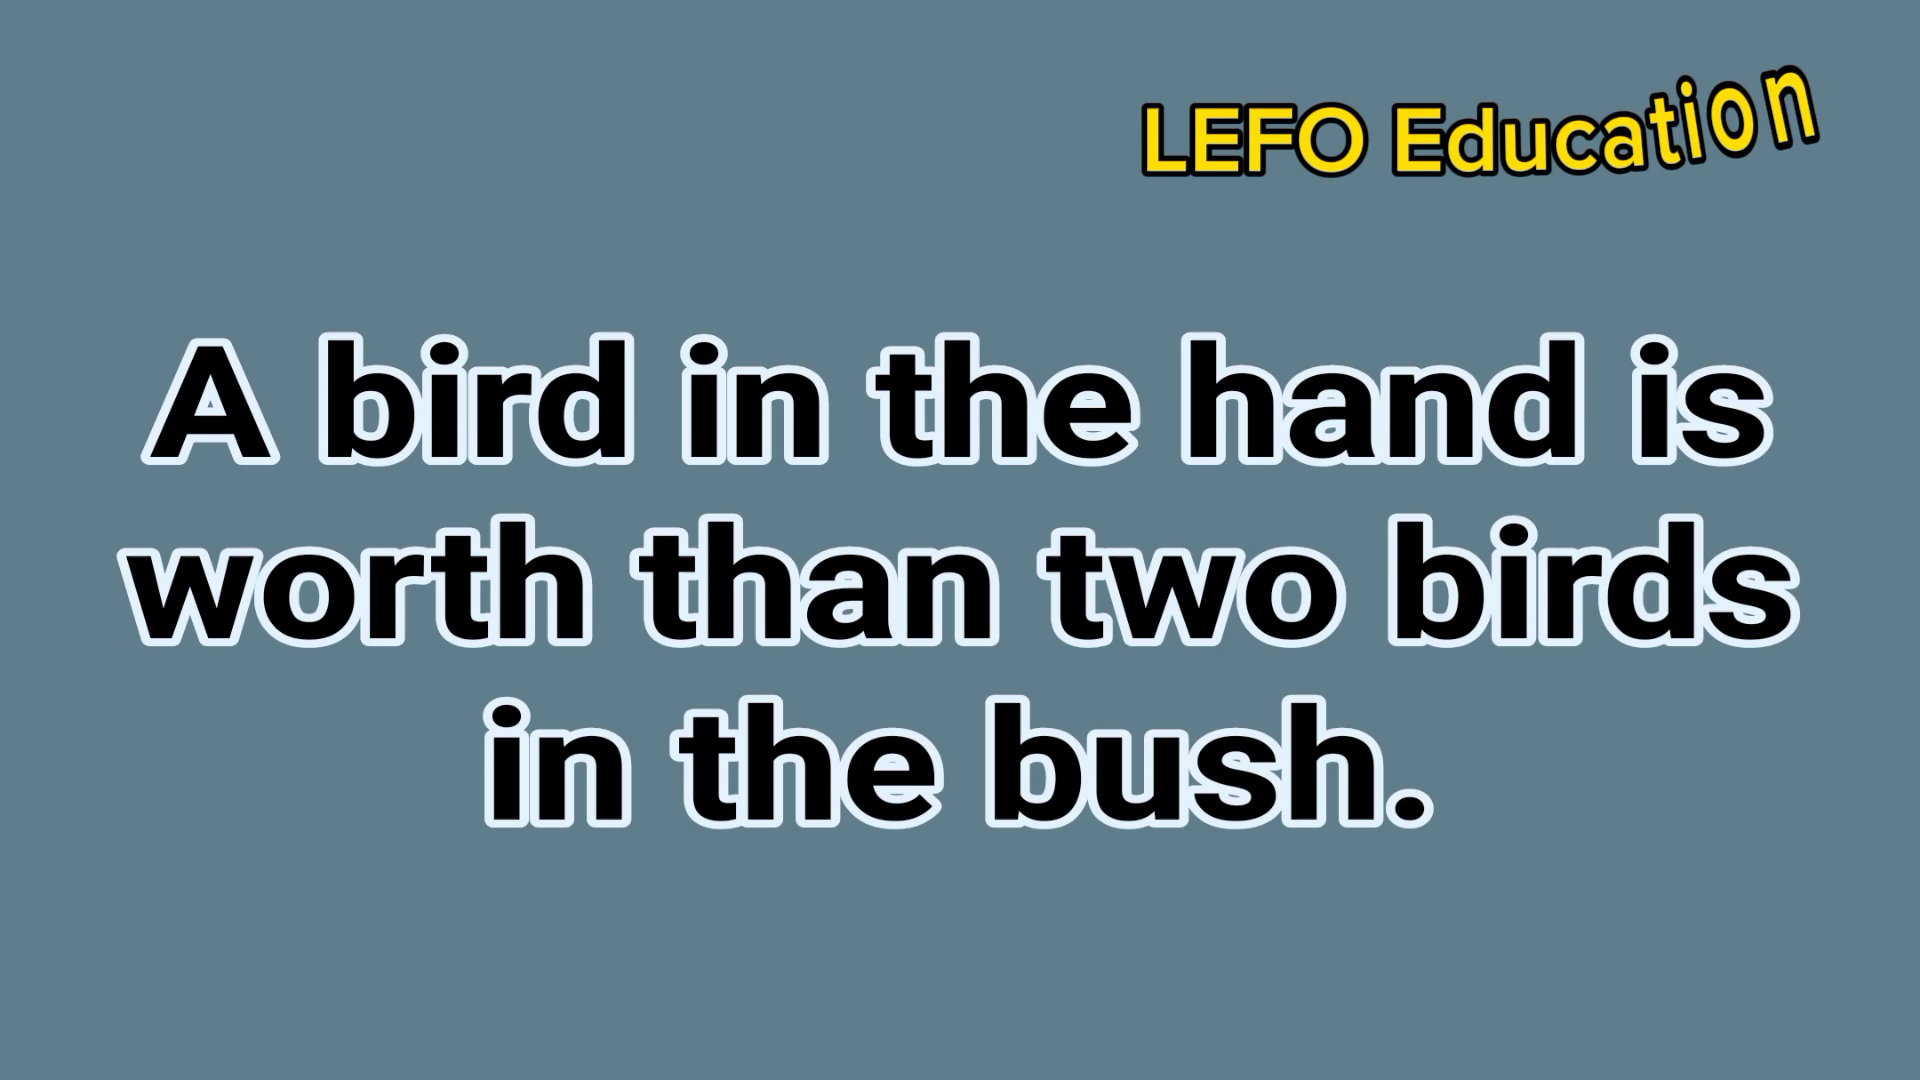 LEFO Education
A bird in the hand is
worth than two birds
in the bush.